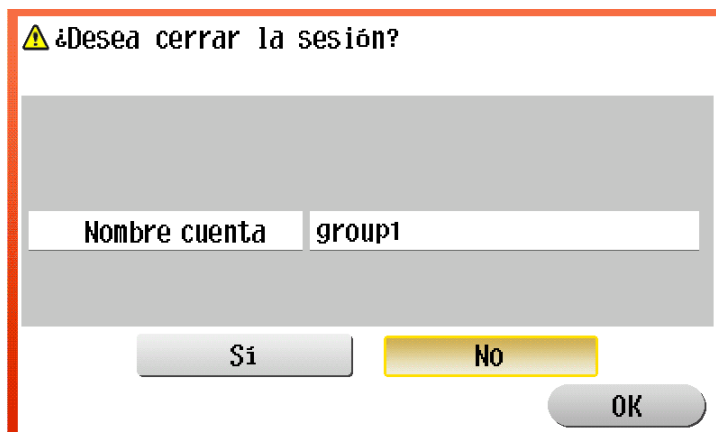 ¿Desea cerrar la sesión?
Nombre cuenta group1
Sí No
OK